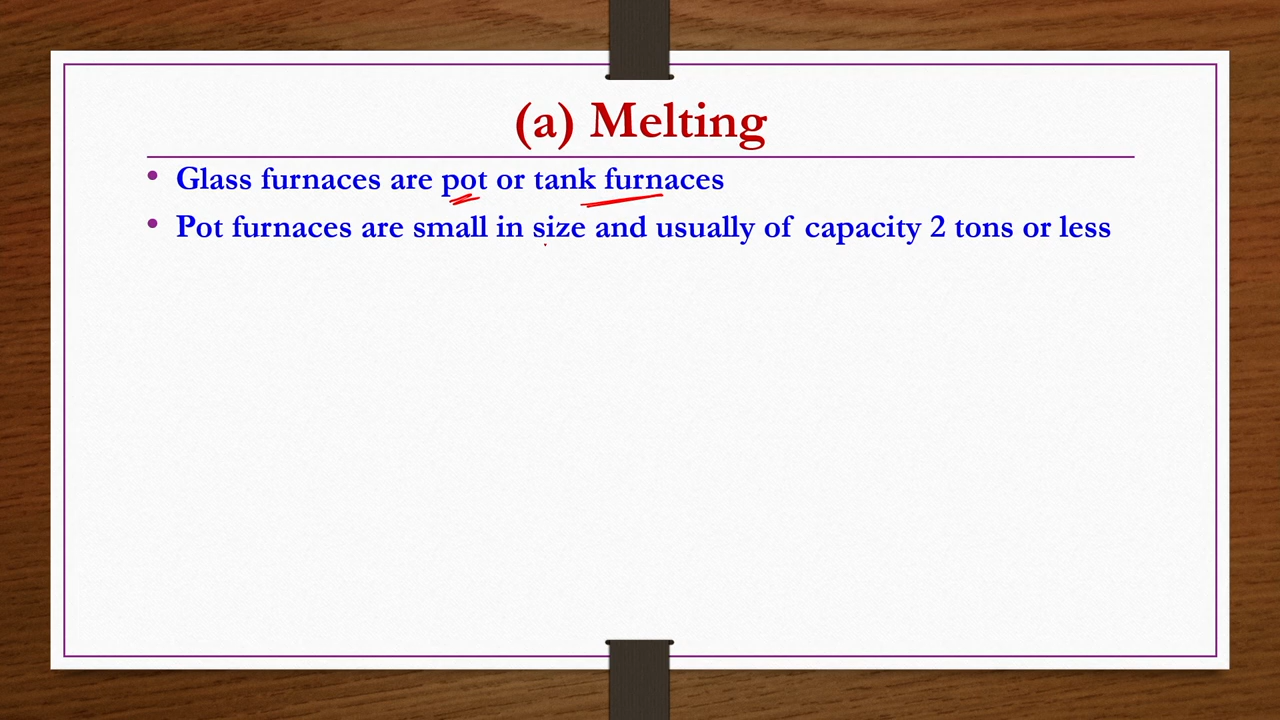 (a) Melting
• Glass furnaces are pot or tank furnaces
• Pot furnaces are small in size and usually of capacity 2 tons or less